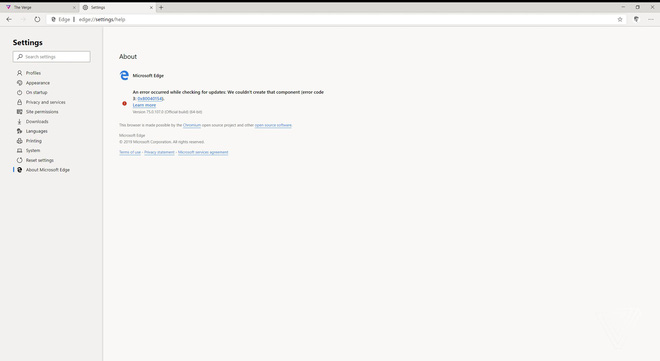 The Verge
Settings
Edge
edge://settings/help
Settings
Search settings
Profiles
Appearance
On startup
Privacy and services
Site permissions
Downloads
Languages
Printing
System
Reset settings
About Microsoft Edge
About
Microsoft Edge
An error occurred while checking for updates: We couldn't create that component (error code
3: 0x80040154).
Learn more
Version 75.0.107.0 (Official build) (64-bit)
This browser is made possible by the Chromium open source project and other open source software
Microsoft Edge
© 2019 Microsoft Corporation. All rights reserved.
Terms of use - Privacy statement - Microsoft services agreement